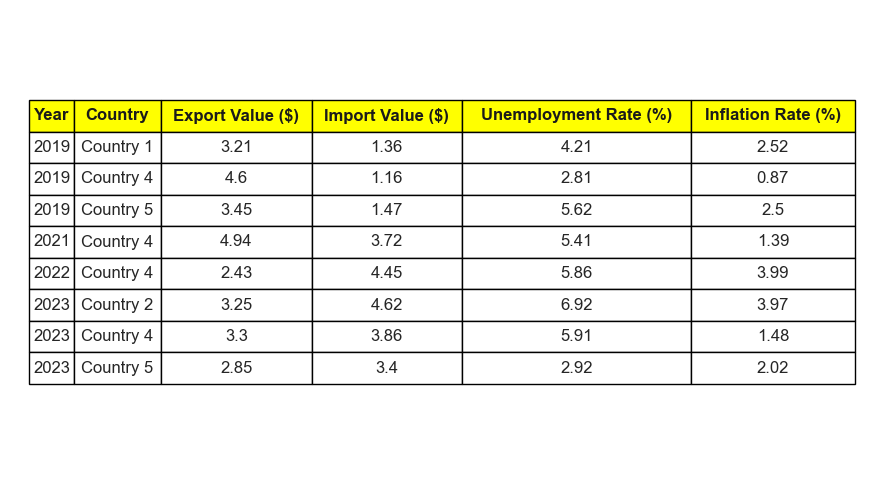 Year Country Export Value ($) Import Value ($) Unemployment Rate (%) Inflation Rate (%)
2019 Country 1 3.21 1.36 4.21 2.52
2019 Country 4 4.6 1.16 2.81 0.87
2019 Country 5 3.45 1.47 5.62 2.5
2021 Country 4 4.94 3.72 5.41 1.39
2022 Country 4 2.43 4.45 5.86 3.99
2023 Country 2 3.25 4.62 6.92 3.97
2023 Country 4 3.3 3.86 5.91 1.48
2023 Country 5 2.85 3.4 2.92 2.02